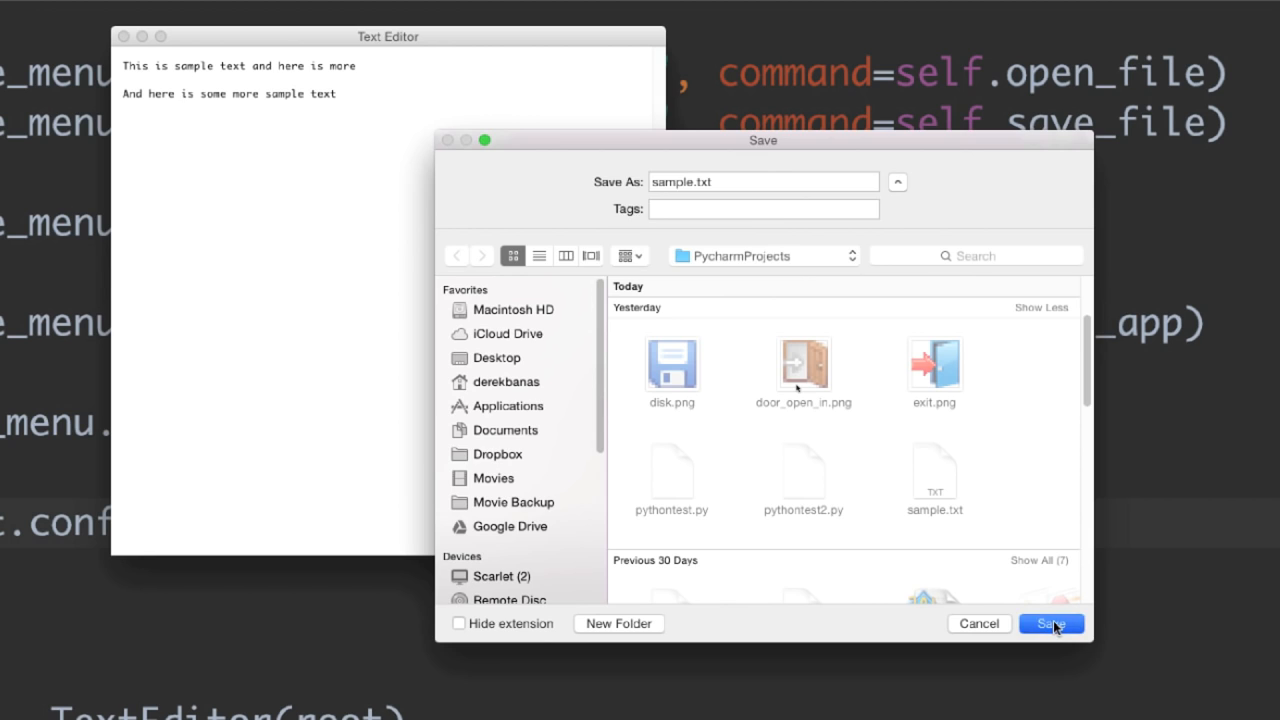 Text Editor
This is sample text and here is more
And here is some more sample text
e_menu , command=self.open_file)
e_menu command=self.save_file)
e_menu
e_menu _app)
_menu.
t.conf
TextEditor(root)
Save
Save As: sample.txt
Tags:
PycharmProjects
Search
Favorites
Macintosh HD
iCloud Drive
Desktop
derekbanas
Applications
Documents
Dropbox
Movies
Movie Backup
Google Drive
Devices
Scarlet (2)
Remote Disc
Today
Yesterday Show Less
disk.png door_open_in.png exit.png
TXT
pythontest.py pythontest2.py sample.txt
Previous 30 Days Show All (7)
Hide extension New Folder Cancel Save